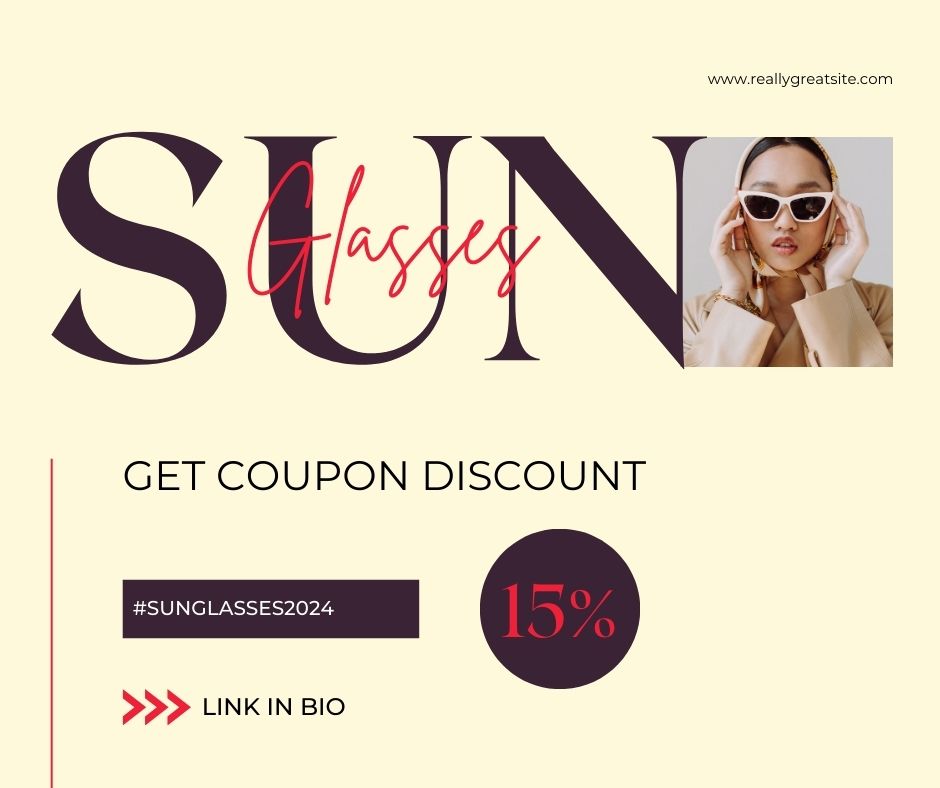 www.reallygreatsite.com
SUN
Glasses
GET COUPON DISCOUNT
#SUNGLASSES2024
15%
LINK IN BIO